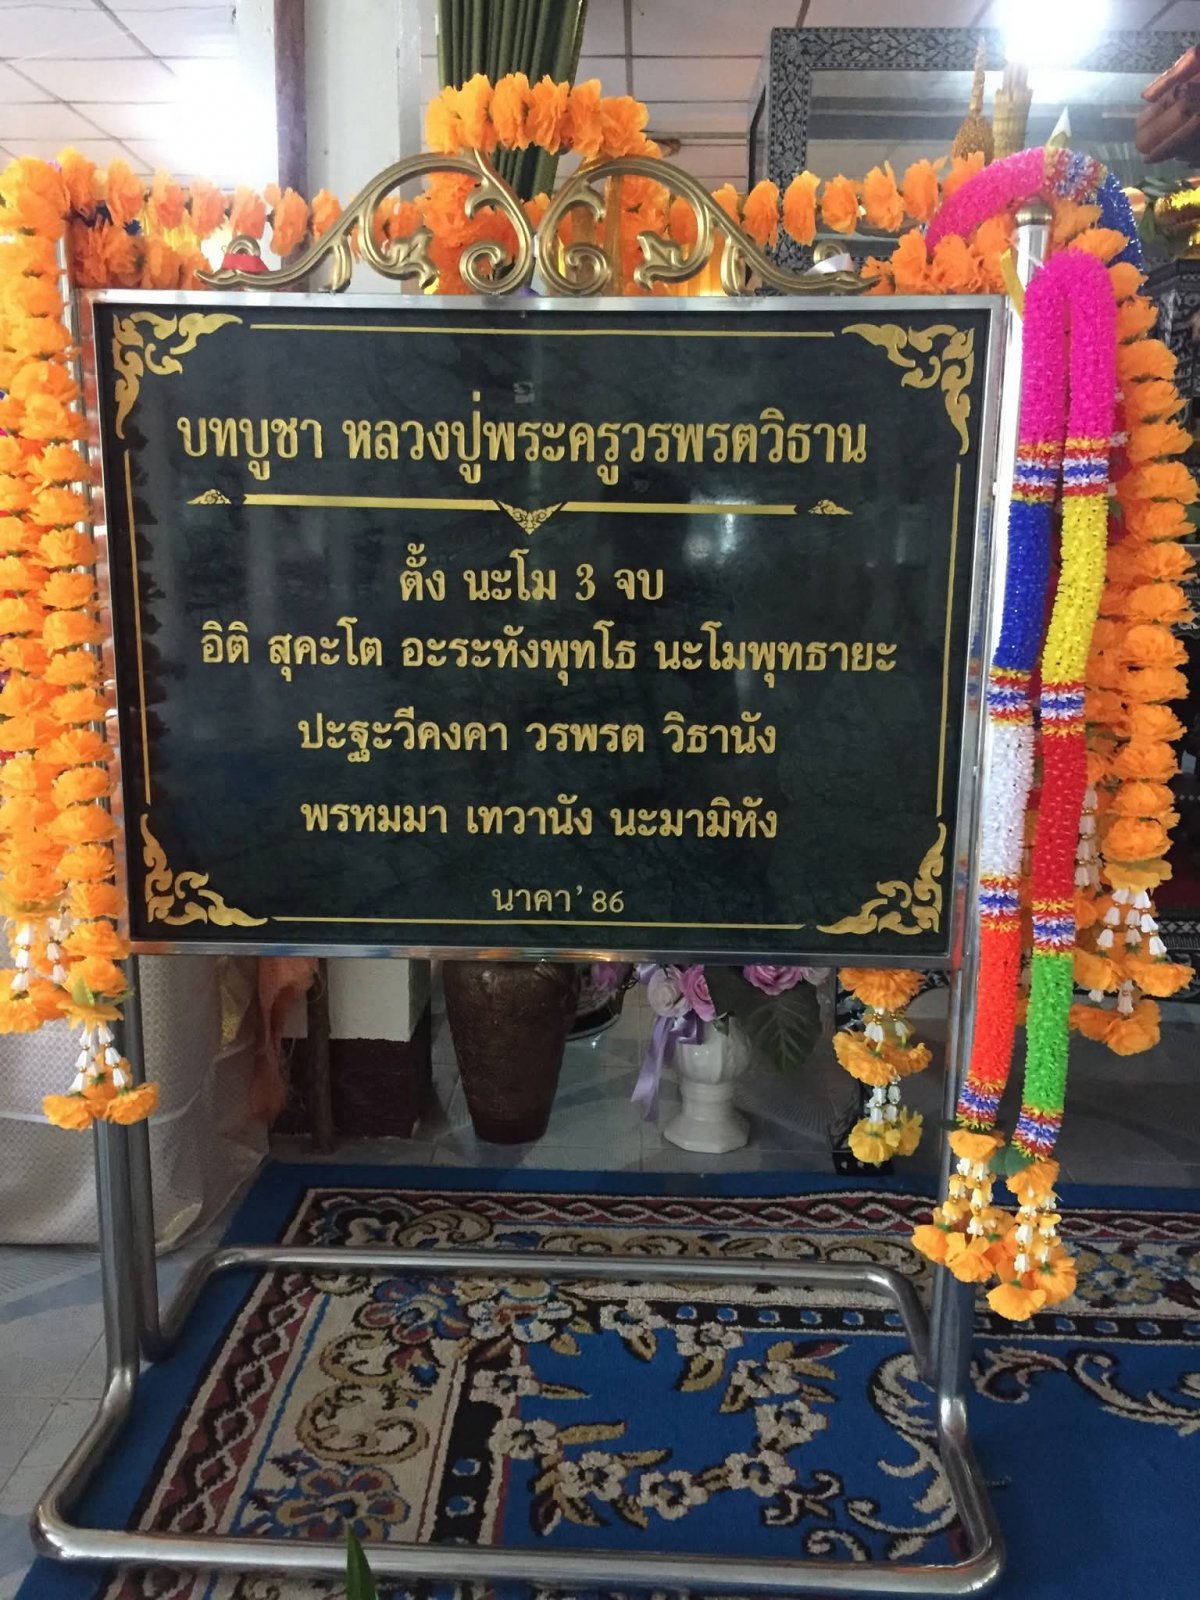 บทบูชา หลวงปู่พระครูวรพรตวิธาน
ตั้ง นะโม 3 จบ
อิติ สุคะโต อะระหังพุทโธ นะโมพุทธายะ
ปะฐะวีคงคา วรพรต วิธานัง
พรหมมา เทวานัง นะมามิหัง
นาคา’ 86